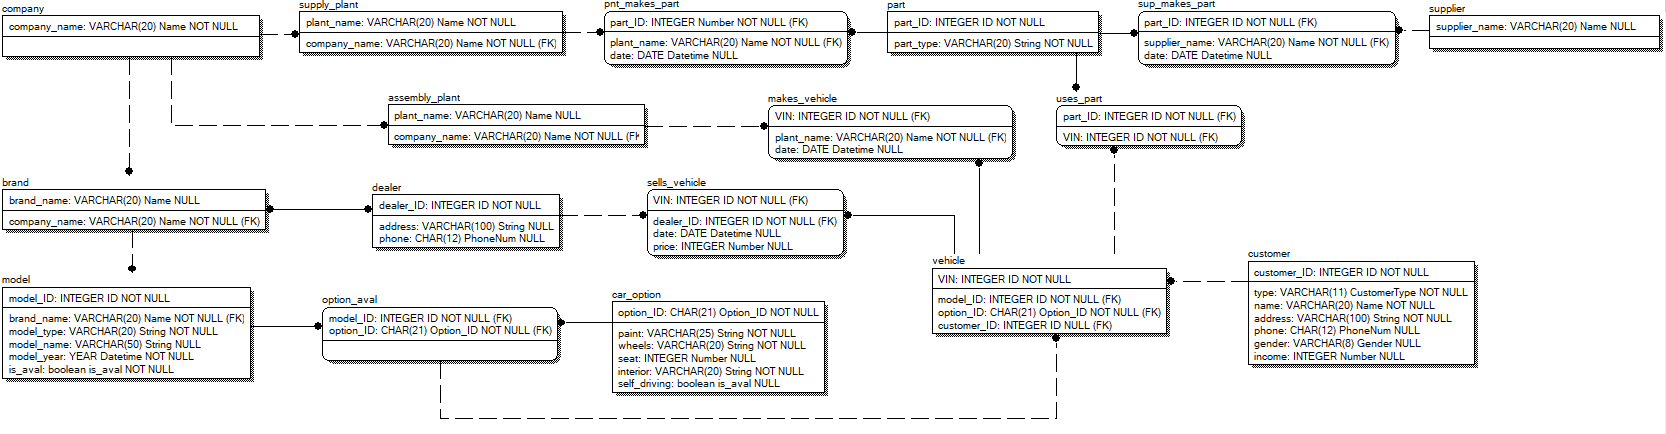 company
company_name: VARCHAR(20) Name NOT NULL
supply_plant
plant_name: VARCHAR(20) Name NOT NULL
company_name: VARCHAR(20) Name NOT NULL (FK)
pnt_makes_part
part_ID: INTEGER Number NOT NULL (FK)
plant_name: VARCHAR(20) Name NOT NULL (FK)
date: DATE Datetime NULL
part
part_ID: INTEGER ID NOT NULL
part_type: VARCHAR(20) String NOT NULL
sup_makes_part
part_ID: INTEGER ID NOT NULL (FK)
supplier_name: VARCHAR(20) Name NOT NULL (FK)
date: DATE Datetime NULL
supplier
supplier_name: VARCHAR(20) Name NULL
assembly_plant
plant_name: VARCHAR(20) Name NULL
company_name: VARCHAR(20) Name NOT NULL (FK
makes_vehicle
VIN: INTEGER ID NOT NULL (FK)
plant_name: VARCHAR(20) Name NOT NULL (FK)
date: DATE Datetime NULL
uses_part
part_ID: INTEGER ID NOT NULL (FK)
VIN: INTEGER ID NOT NULL (FK)
brand
brand_name: VARCHAR(20) Name NULL
company_name: VARCHAR(20) Name NOT NULL (FK)
dealer
dealer_ID: INTEGER ID NOT NULL
address: VARCHAR(100) String NULL
phone: CHAR(12) PhoneNum NULL
sells_vehicle
VIN: INTEGER ID NOT NULL (FK)
dealer_ID: INTEGER ID NOT NULL (FK)
date: DATE Datetime NULL
price: INTEGER Number NULL
vehicle
VIN: INTEGER ID NOT NULL
model_ID: INTEGER ID NOT NULL (FK)
option_ID: CHAR(21) Option_ID NOT NULL (FK)
customer_ID: INTEGER ID NULL (FK)
customer
customer_ID: INTEGER ID NOT NULL
type: VARCHAR(11) CustomerType NOT NULL
name: VARCHAR(20) Name NOT NULL
address: VARCHAR(100) String NOT NULL
phone: CHAR(12) PhoneNum NULL
gender: VARCHAR(8) Gender NULL
income: INTEGER Number NULL
model
model_ID: INTEGER ID NOT NULL
brand_name: VARCHAR(20) Name NOT NULL (FK)
model_type: VARCHAR(20) String NOT NULL
model_name: VARCHAR(50) String NULL
model_year: YEAR Datetime NOT NULL
is_aval: boolean is_aval NOT NULL
option_aval
model_ID: INTEGER ID NOT NULL (FK)
option_ID: CHAR(21) Option_ID NOT NULL (FK)
car_option
option_ID: CHAR(21) Option_ID NOT NULL
paint: VARCHAR(25) String NOT NULL
wheels: VARCHAR(20) String NOT NULL
seat: INTEGER Number NULL
interior: VARCHAR(20) String NOT NULL
self_driving: boolean is_aval NULL